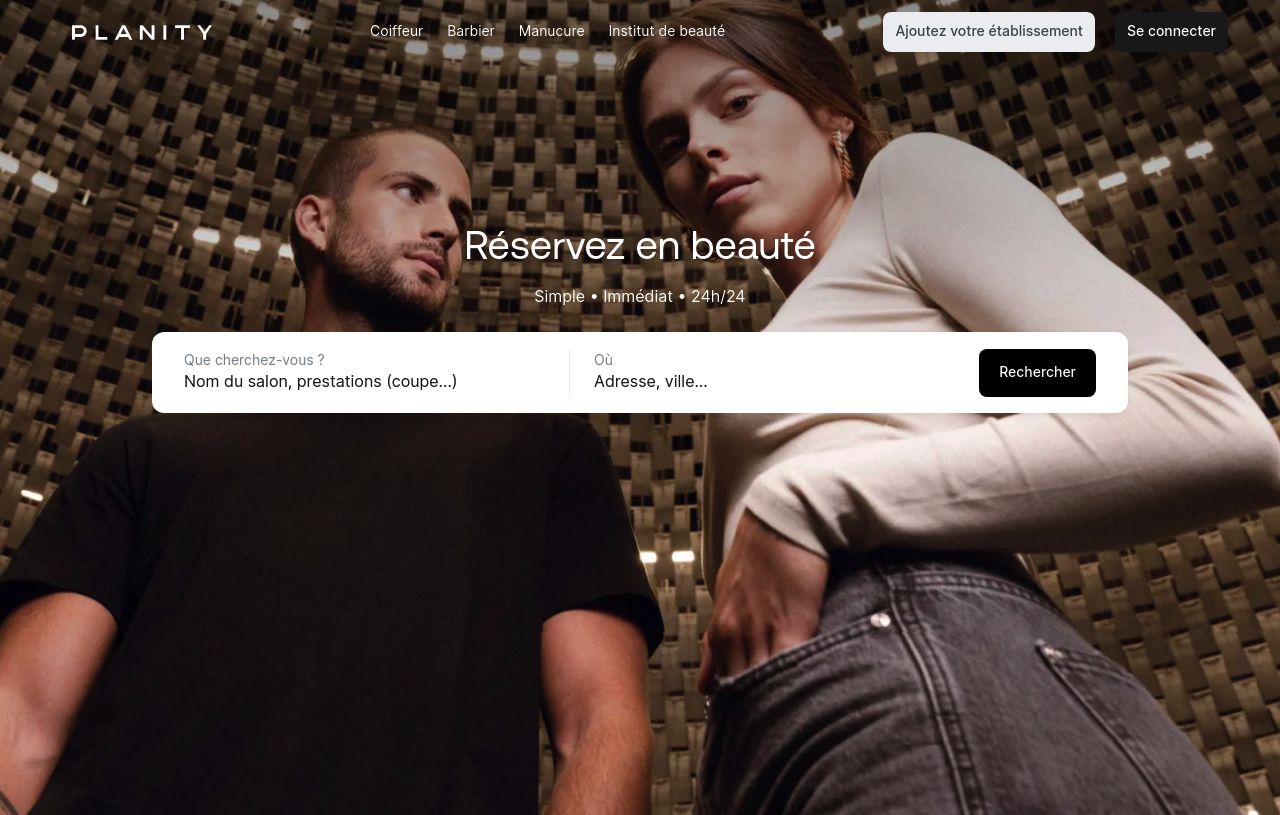 PLANITY
Coiffeur
Barbier
Manucure
Institut de beauté
Ajoutez votre établissement
Se connecter
Réservez en beauté
Simple • Immédiat • 24h/24
Que cherchez-vous ?
Nom du salon, prestations (coupe...)
Où
Adresse, ville...
Rechercher